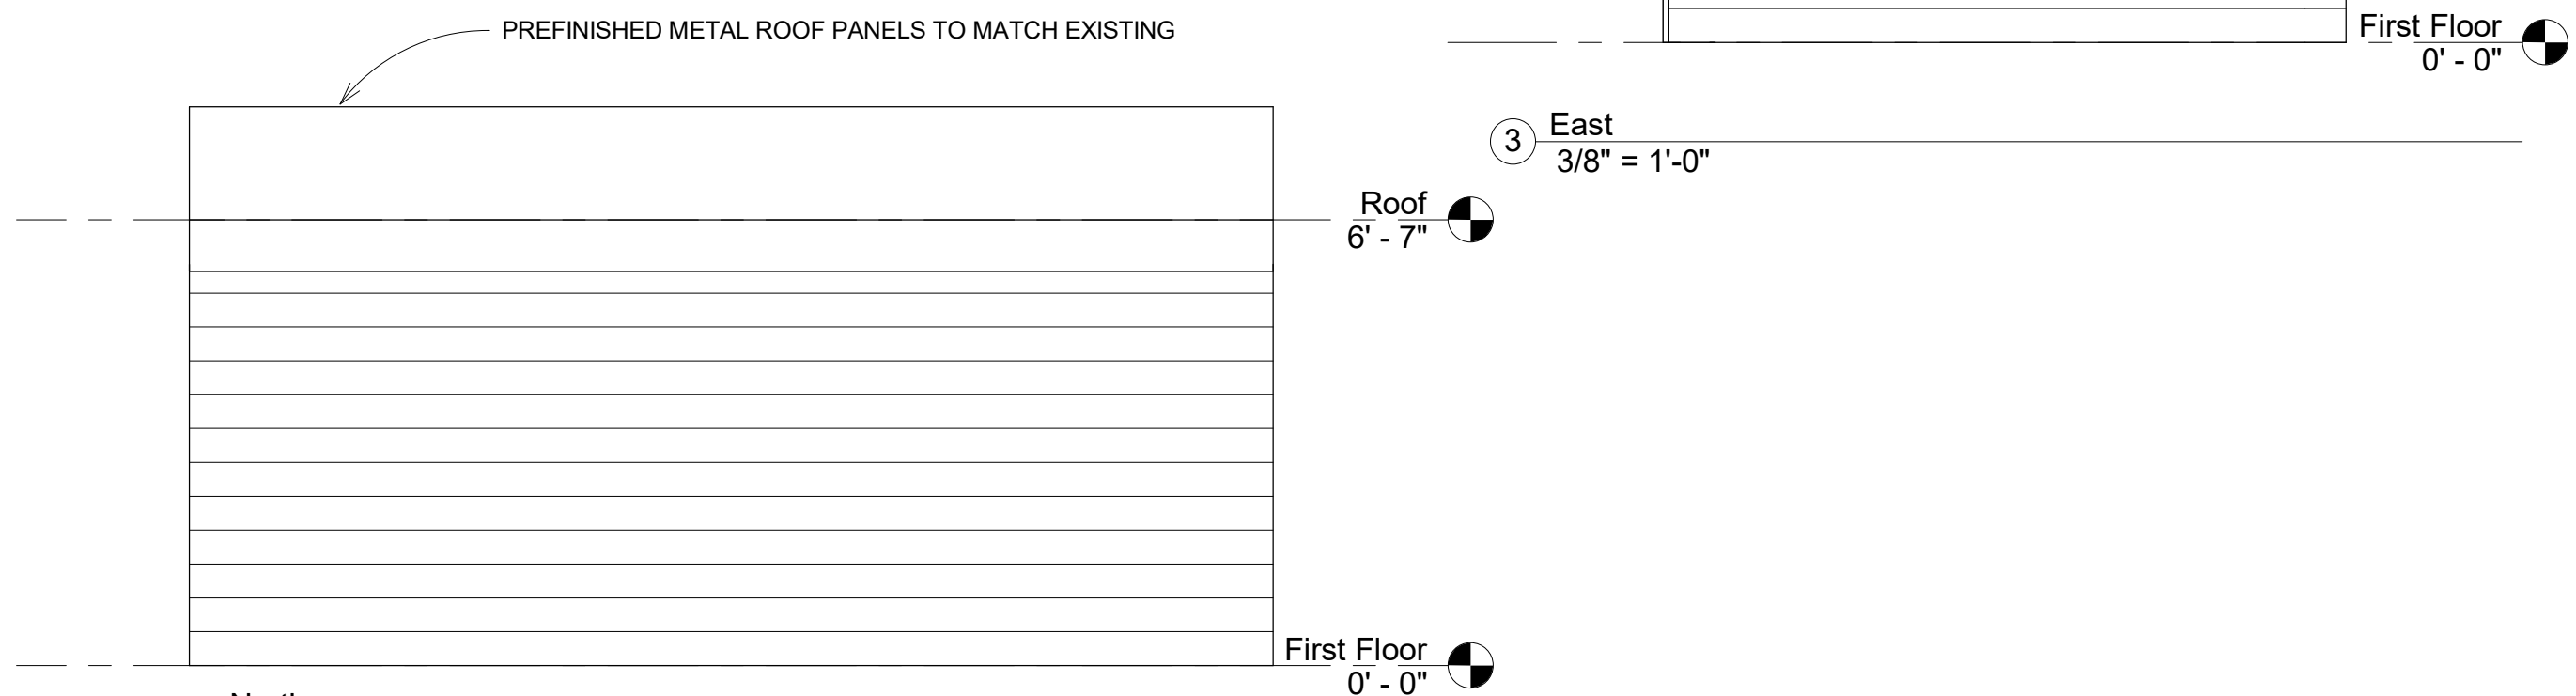 PREFINISHED METAL ROOF PANELS TO MATCH EXISTING
First Floor
0' - 0"
3
East
3/8" = 1'-0"
Roof
6' - 7"
First Floor
0' - 0"